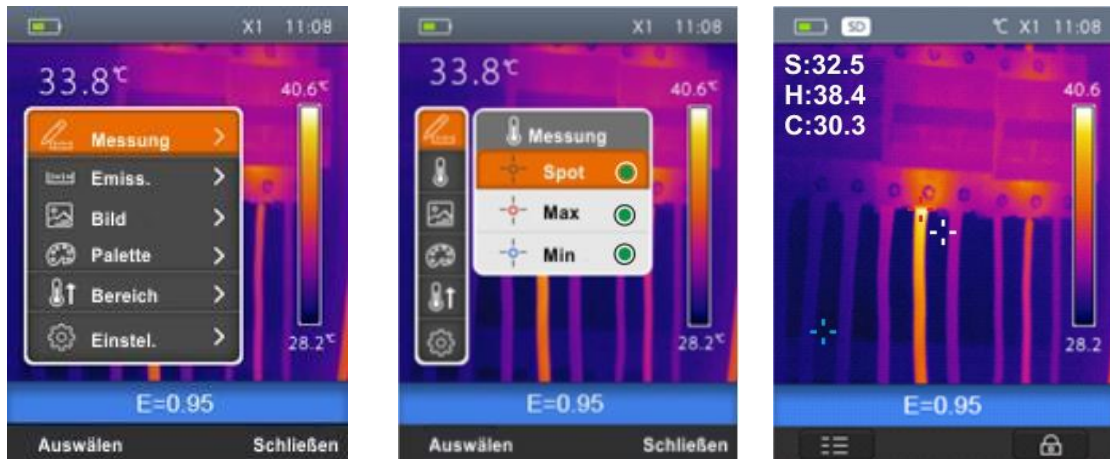 X1 11:08
33.8℃
40.6℃
Messung
Emiss.
Bild
Palette
Bereich
Einstel.
28.2℃
E=0.95
Auswälen Schließen
X1 11:08
33.8℃
40.6℃
Messung
Spot
Max
Min
28.2℃
E=0.95
Auswälen Schließen
SD ℃ X1 11:08
S:32.5
H:38.4
C:30.3
40.6
28.2
E=0.95